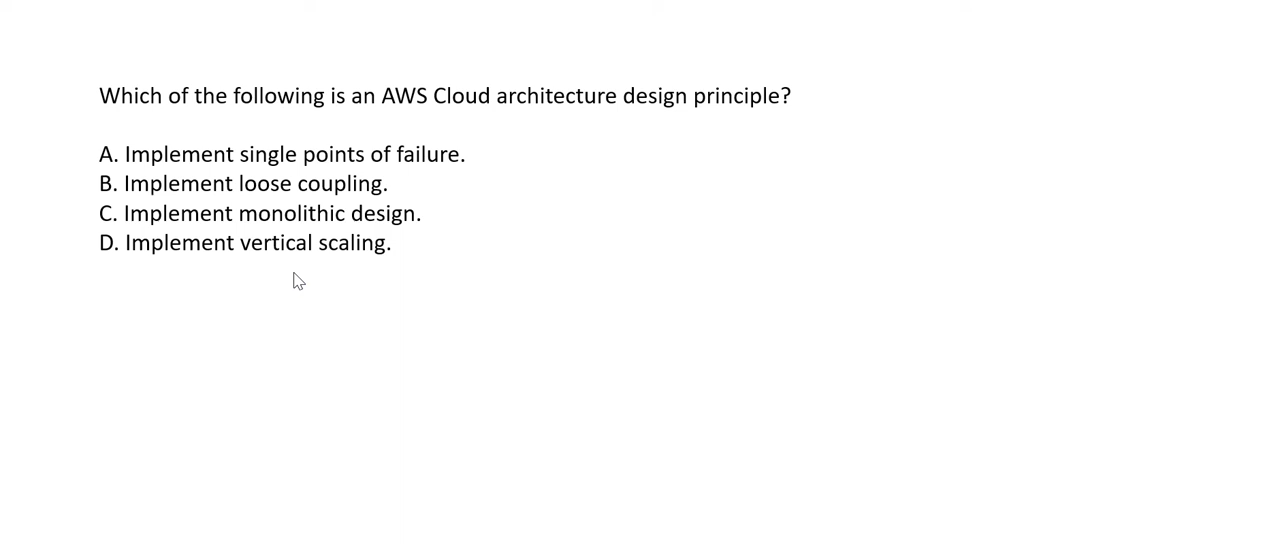 Which of the following is an AWS Cloud architecture design principle?
A. Implement single points of failure.
B. Implement loose coupling.
C. Implement monolithic design.
D. Implement vertical scaling.